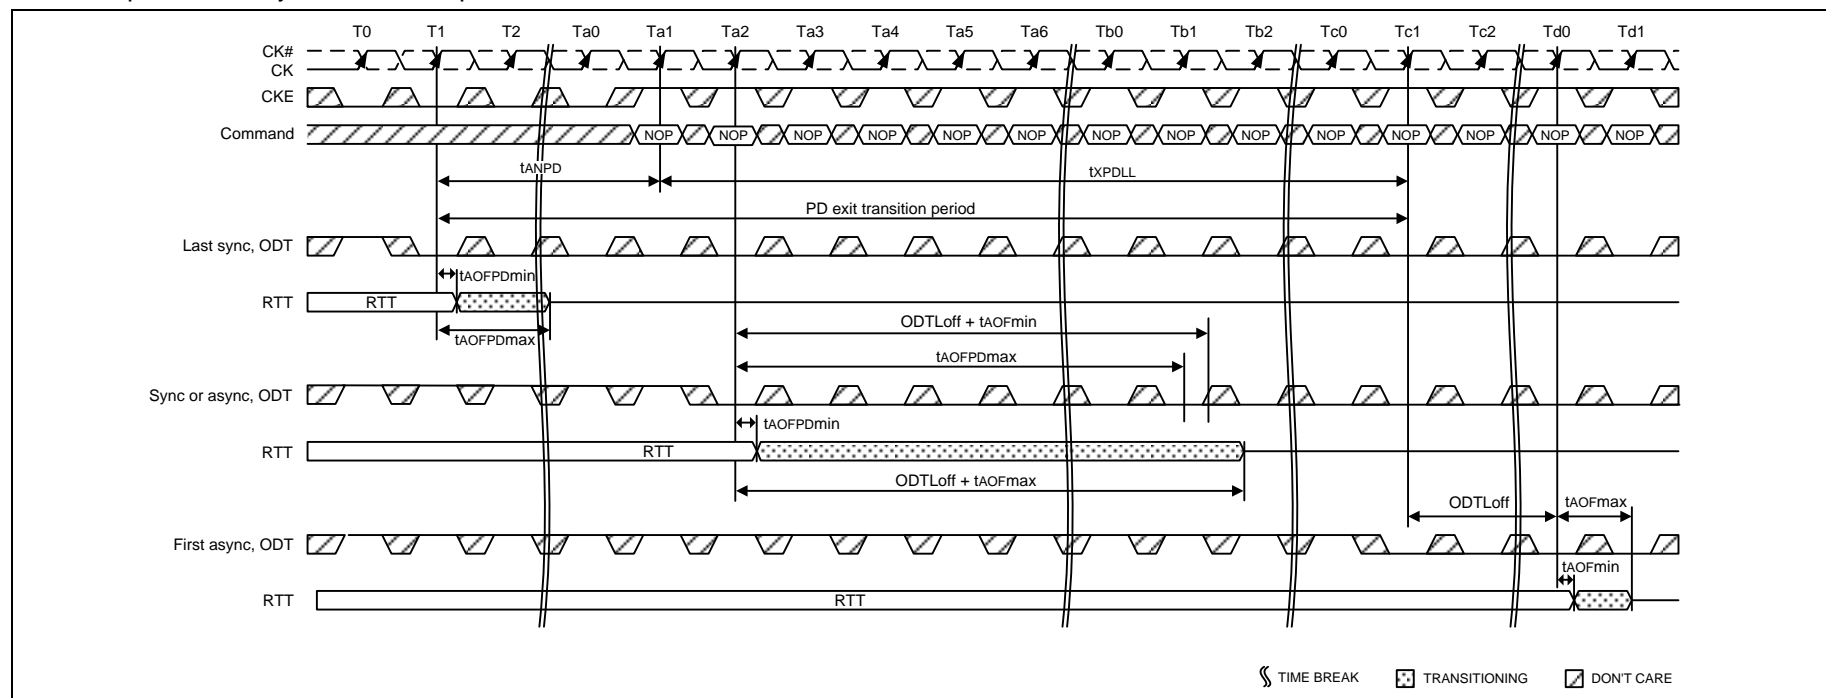 T0 T1 T2 Ta0 Ta1 Ta2 Ta3 Ta4 Ta5 Ta6 Tb0 Tb1 Tb2 Tc0 Tc1 Tc2 Td0 Td1
CK#
CK
CKE
Command NOP NOP NOP NOP NOP NOP NOP NOP NOP NOP NOP NOP NOP NOP
tANPD tXPDLL
PD exit transition period
Last sync, ODT
tAOFPDmin
RTT RTT
tAOFPDmax
ODTLoff + tAOFmin
tAOFPDmax
Sync or async, ODT
tAOFPDmin
RTT RTT
ODTLoff + tAOFmax
ODTLoff tAOFmax
First async, ODT
tAOFmin
RTT RTT
TIME BREAK TRANSITIONING DON'T CARE